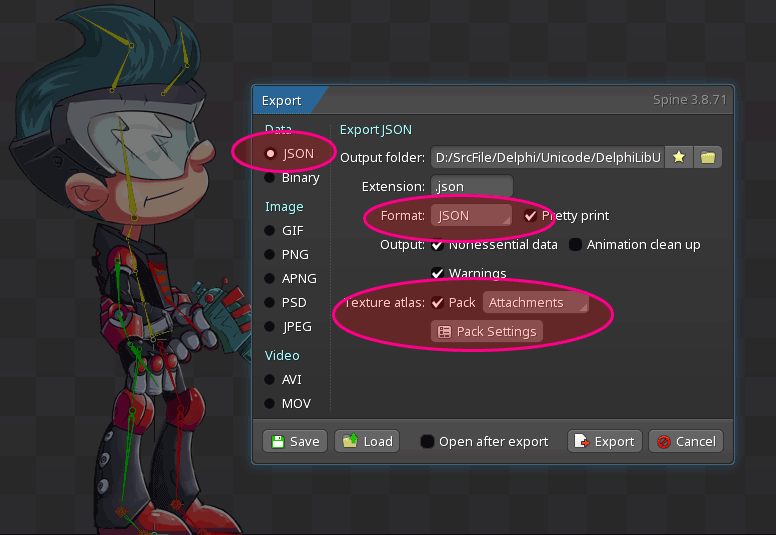 Export
Spine 3.8.71
Data
JSON
Binary
Image
GIF
PNG
APNG
PSD
JPEG
Video
AVI
MOV
Export JSON
Output folder: D:/SrcFile/Delphi/Unicode/DelphiLibU
Extension: .json
Format: JSON Pretty print
Output: Nonessential data Animation clean up
Warnings
Texture atlas: Pack Attachments
Pack Settings
Save Load Open after export Export Cancel